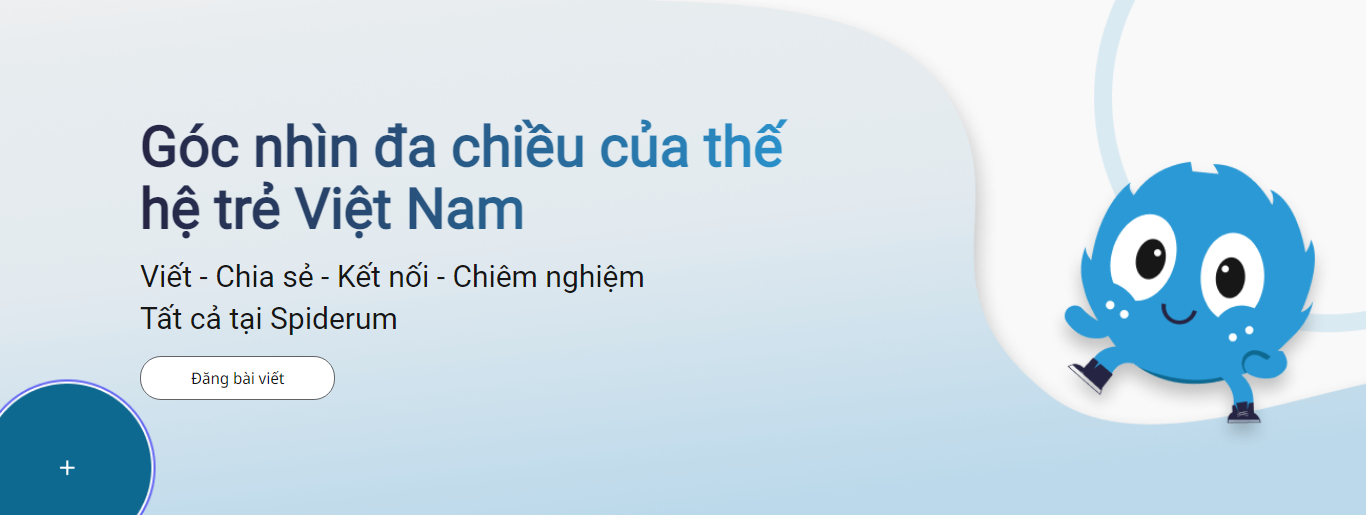 Góc nhìn đa chiều của thế
hệ trẻ Việt Nam
Viết - Chia sẻ - Kết nối - Chiêm nghiệm
Tất cả tại Spiderum
Đăng bài viết
+